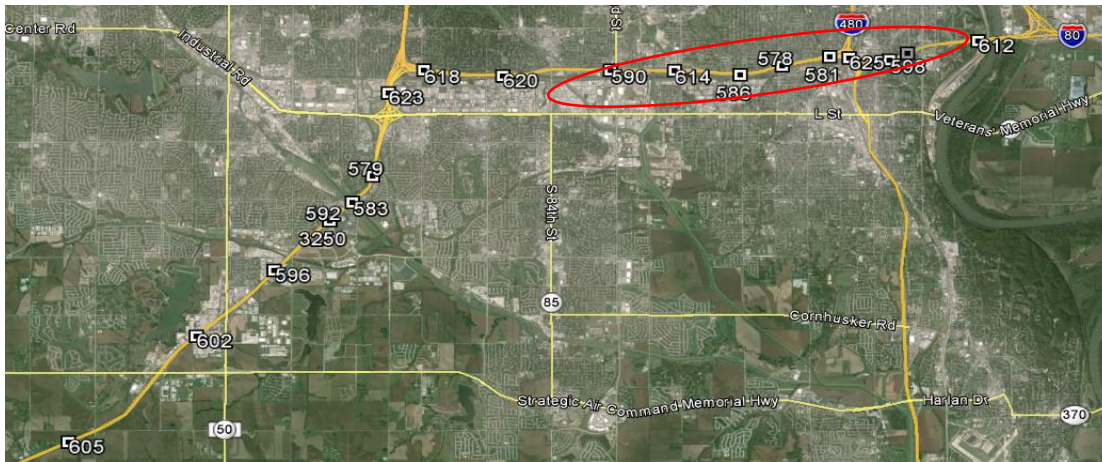 Center Rd
Industrial Rd
d St
480
80
612
618
620
590
614
578
586
581
625
598
623
L St
Veterans' Memorial Hwy
579
592
583
3250
S 84th St
596
85
602
Cornhusker Rd
Strategic Air Command Memorial Hwy
Harlan Dr
370
50
605